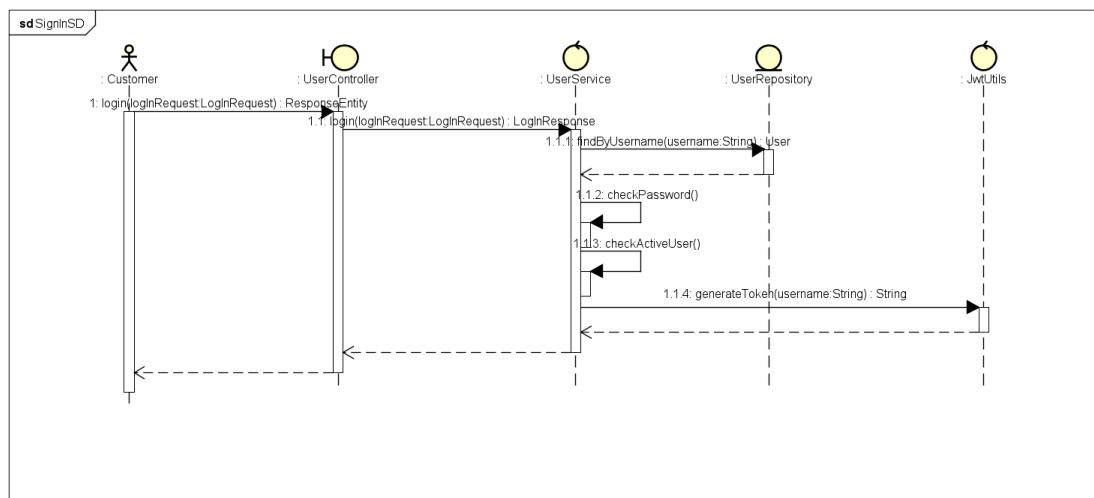 sd SignInSD
: Customer
: UserController
: UserService
: UserRepository
: JwtUtils
1: login(logInRequest:LogInRequest) : ResponseEntity
1.1: login(logInRequest:LogInRequest) : LogInResponse
1.1.1: findByUsername(username:String) : User
1.1.2: checkPassword()
1.1.3: checkActiveUser()
1.1.4: generateToken(username:String) : String